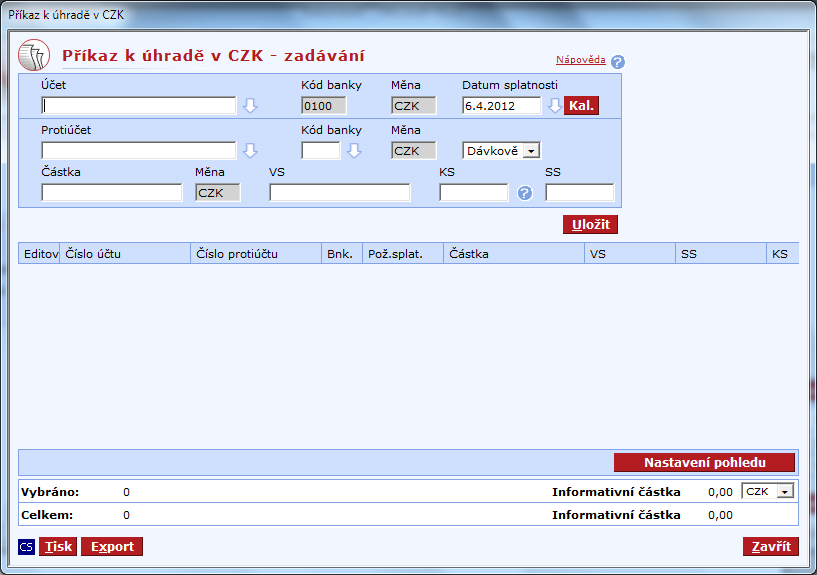 Příkaz k úhradě v CZK
Příkaz k úhradě v CZK - zadávání
Nápověda ?
Účet Kód banky Měna Datum splatnosti
0100 CZK 6.4.2012 Kal.
Protiúčet Kód banky Měna
CZK Dávkově
Částka Měna VS KS SS
CZK ?
Uložit
Editov Číslo účtu Číslo protiúčtu Bnk. Pož.splat. Částka VS SS KS
Nastavení pohledu
Vybráno: 0 Informativní částka 0,00 CZK
Celkem: 0 Informativní částka 0,00
CS Tisk Export Zavřít